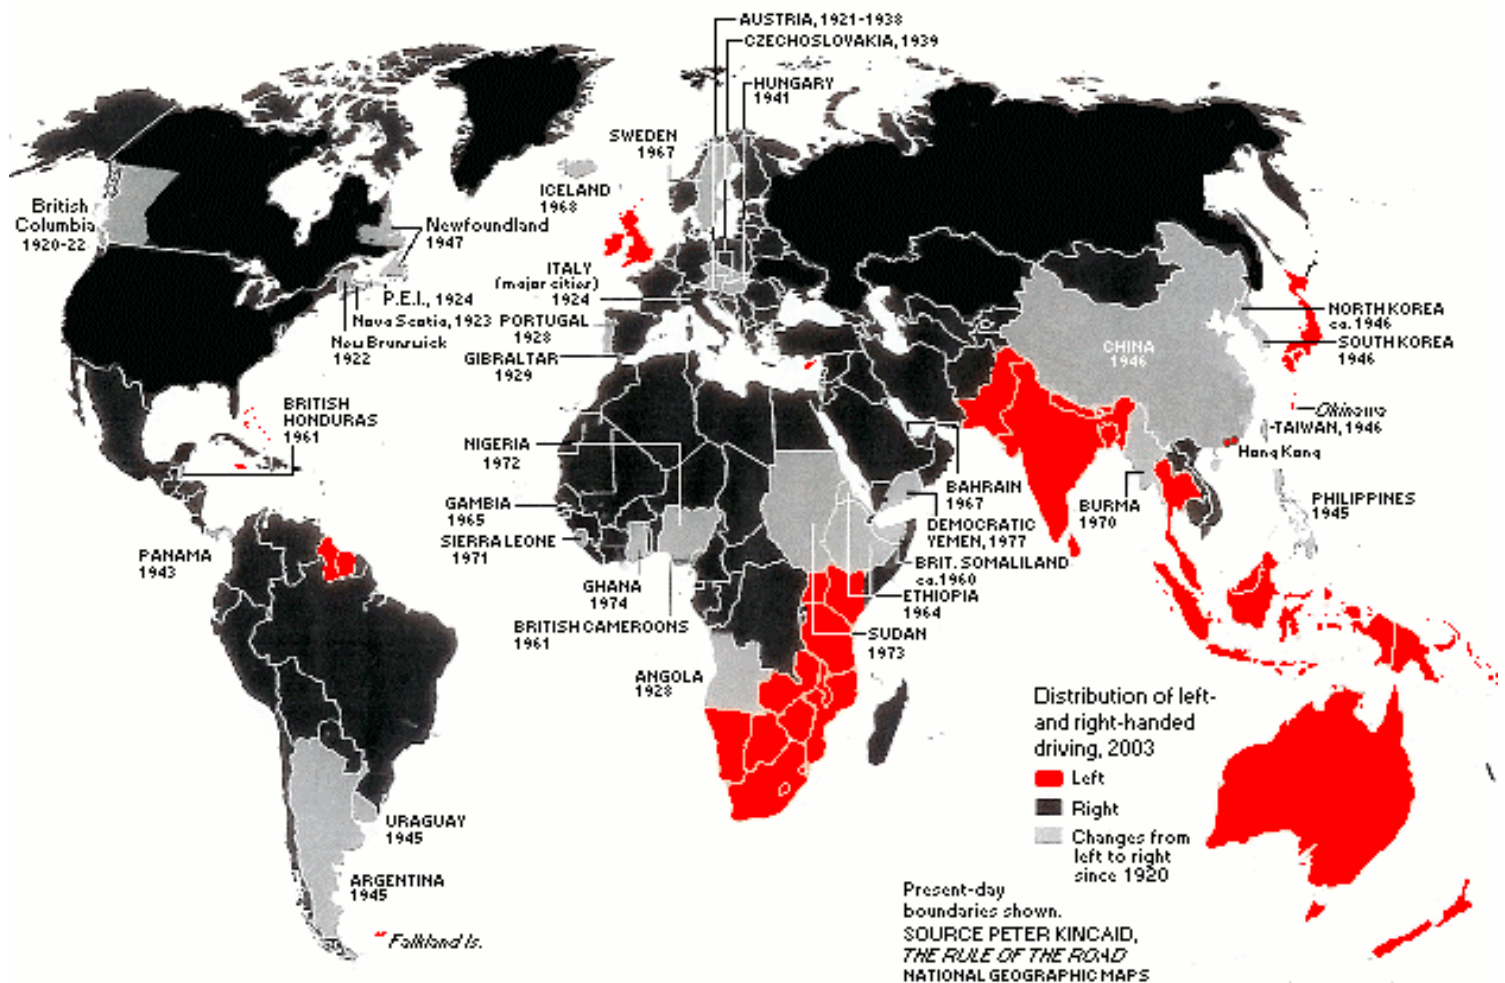 AUSTRIA, 1921-1938
CZECHOSLOVAKIA, 1939
HUNGARY
1941
SWEDEN
1967
ICELAND
1968
British
Columbia
1920-22
Newfoundland
1947
ITALY
(major cities)
1924
P.E.I., 1924
Nova Scotia, 1923
New Brunswick
1922
PORTUGAL
1928
GIBRALTAR
1929
NORTH KOREA
ca. 1946
SOUTH KOREA
1946
CHINA
1946
BRITISH
HONDURAS
1961
Okinawa
TAIWAN, 1946
Hong Kong
NIGERIA
1972
GAMBIA
1965
SIERRA LEONE
1971
BAHRAIN
1967
BURMA
1970
PHILIPPINES
1945
DEMOCRATIC
YEMEN, 1977
PANAMA
1943
GHANA
1974
BRIT. SOMALILAND
ca. 1960
ETHIOPIA
1964
BRITISH CAMEROONS
1961
SUDAN
1973
ANGOLA
1928
Distribution of left-
and right-handed
driving, 2003
Left
Right
Changes from
left to right
since 1920
URAGUAY
1945
ARGENTINA
1945
Falkland Is.
Present-day
boundaries shown.
SOURCE PETER KINCAID,
THE RULE OF THE ROAD
NATIONAL GEOGRAPHIC MAPS